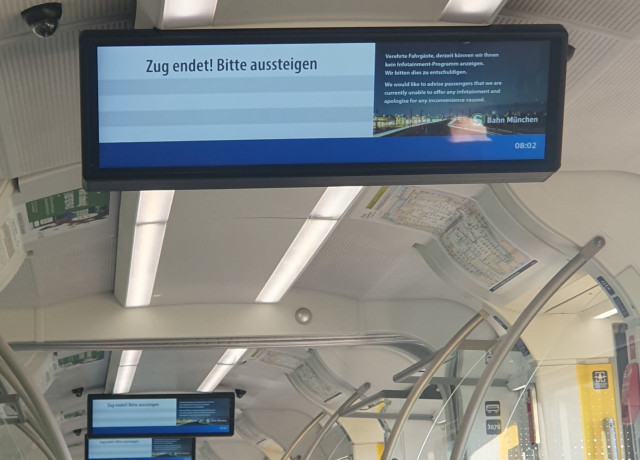 Zug endet! Bitte aussteigen
Verehrte Fahrgäste, derzeit können wir Ihnen
kein Infotainment-Programm anzeigen.
Wir bitten dies zu entschuldigen.
We would like to advise passengers that we are
currently unable to offer any infotainment and
apologise for any inconvenience caused.
S Bahn München
08:02
Zug endet! Bitte aussteigen